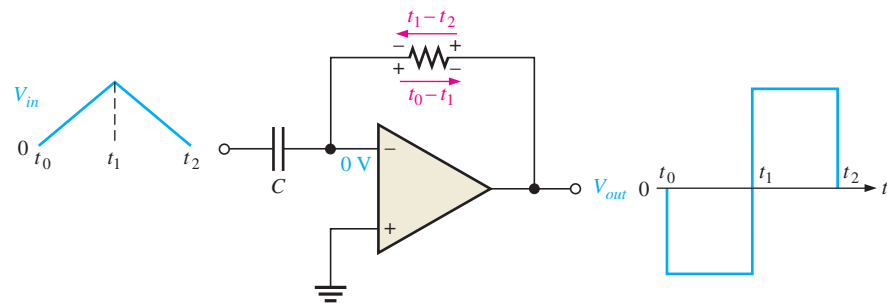 t1–t2
– +
+ –
t0–t1
Vin
0 t0 t1 t2
C
0 V
–
+
Vout
0 t0 t1 t2 t